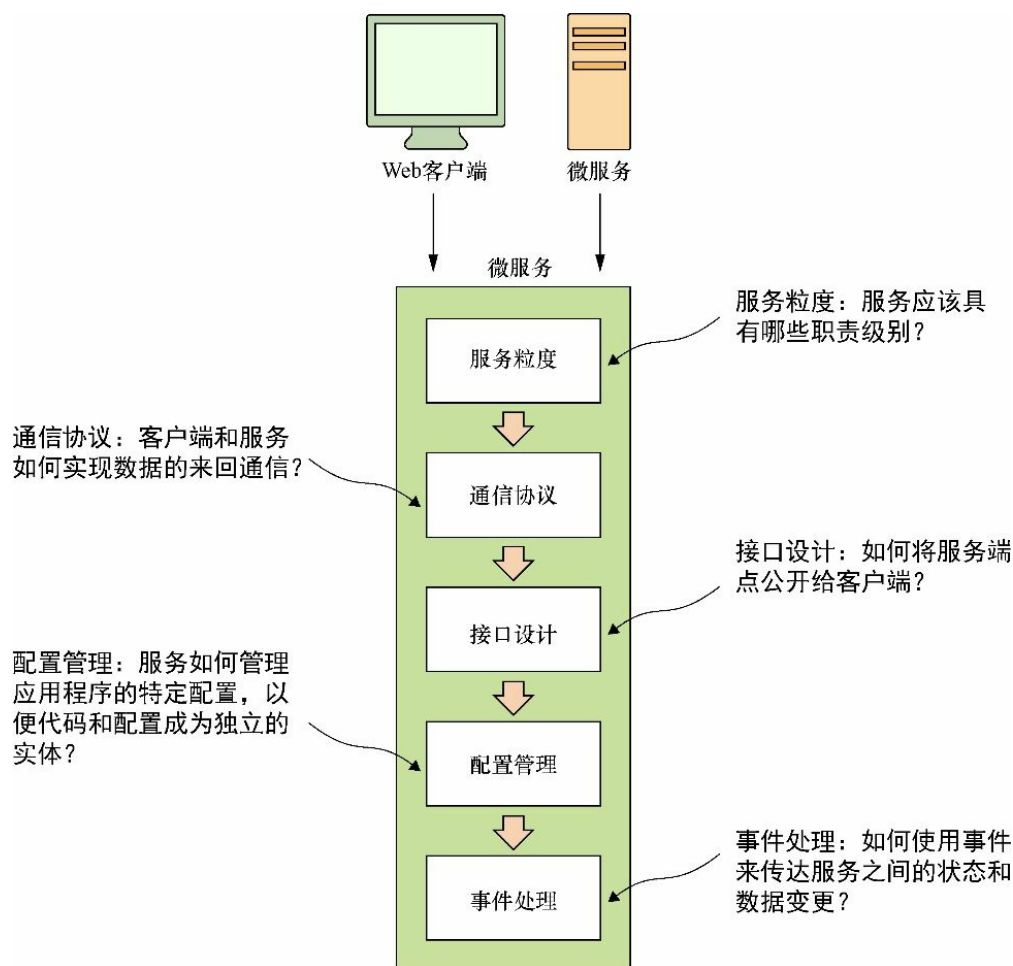 Web客户端
微服务
微服务
服务粒度：服务应该具
有哪些职责级别？
服务粒度
通信协议：客户端和服务
如何实现数据的来回通信？
通信协议
接口设计：如何将服务端
点公开给客户端？
接口设计
配置管理：服务如何管理
应用程序的特定配置，以
便代码和配置成为独立的
实体？
配置管理
事件处理：如何使用事件
来传达服务之间的状态和
数据变更？
事件处理